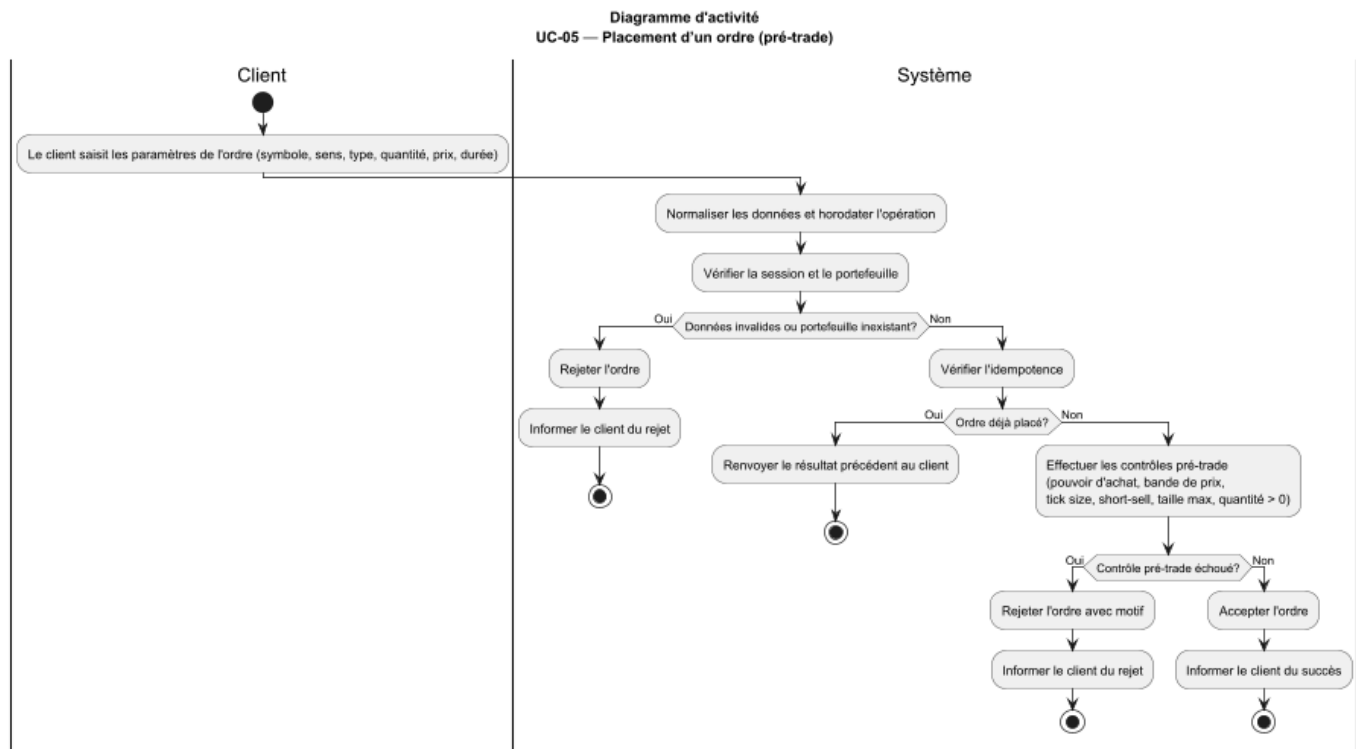 Diagramme d'activité
UC-05 — Placement d'un ordre (pré-trade)
Client
Système
Le client saisit les paramètres de l'ordre (symbole, sens, type, quantité, prix, durée)
Normaliser les données et horodater l'opération
Vérifier la session et le portefeuille
Oui
Données invalides ou portefeuille inexistant?
Non
Rejeter l'ordre
Vérifier l'idempotence
Informer le client du rejet
Oui
Ordre déjà placé?
Non
Renvoyer le résultat précédent au client
Effectuer les contrôles pré-trade
(pouvoir d'achat, bande de prix,
tick size, short-sell, taille max, quantité > 0)
Oui
Contrôle pré-trade échoué?
Non
Rejeter l'ordre avec motif
Accepter l'ordre
Informer le client du rejet
Informer le client du succès